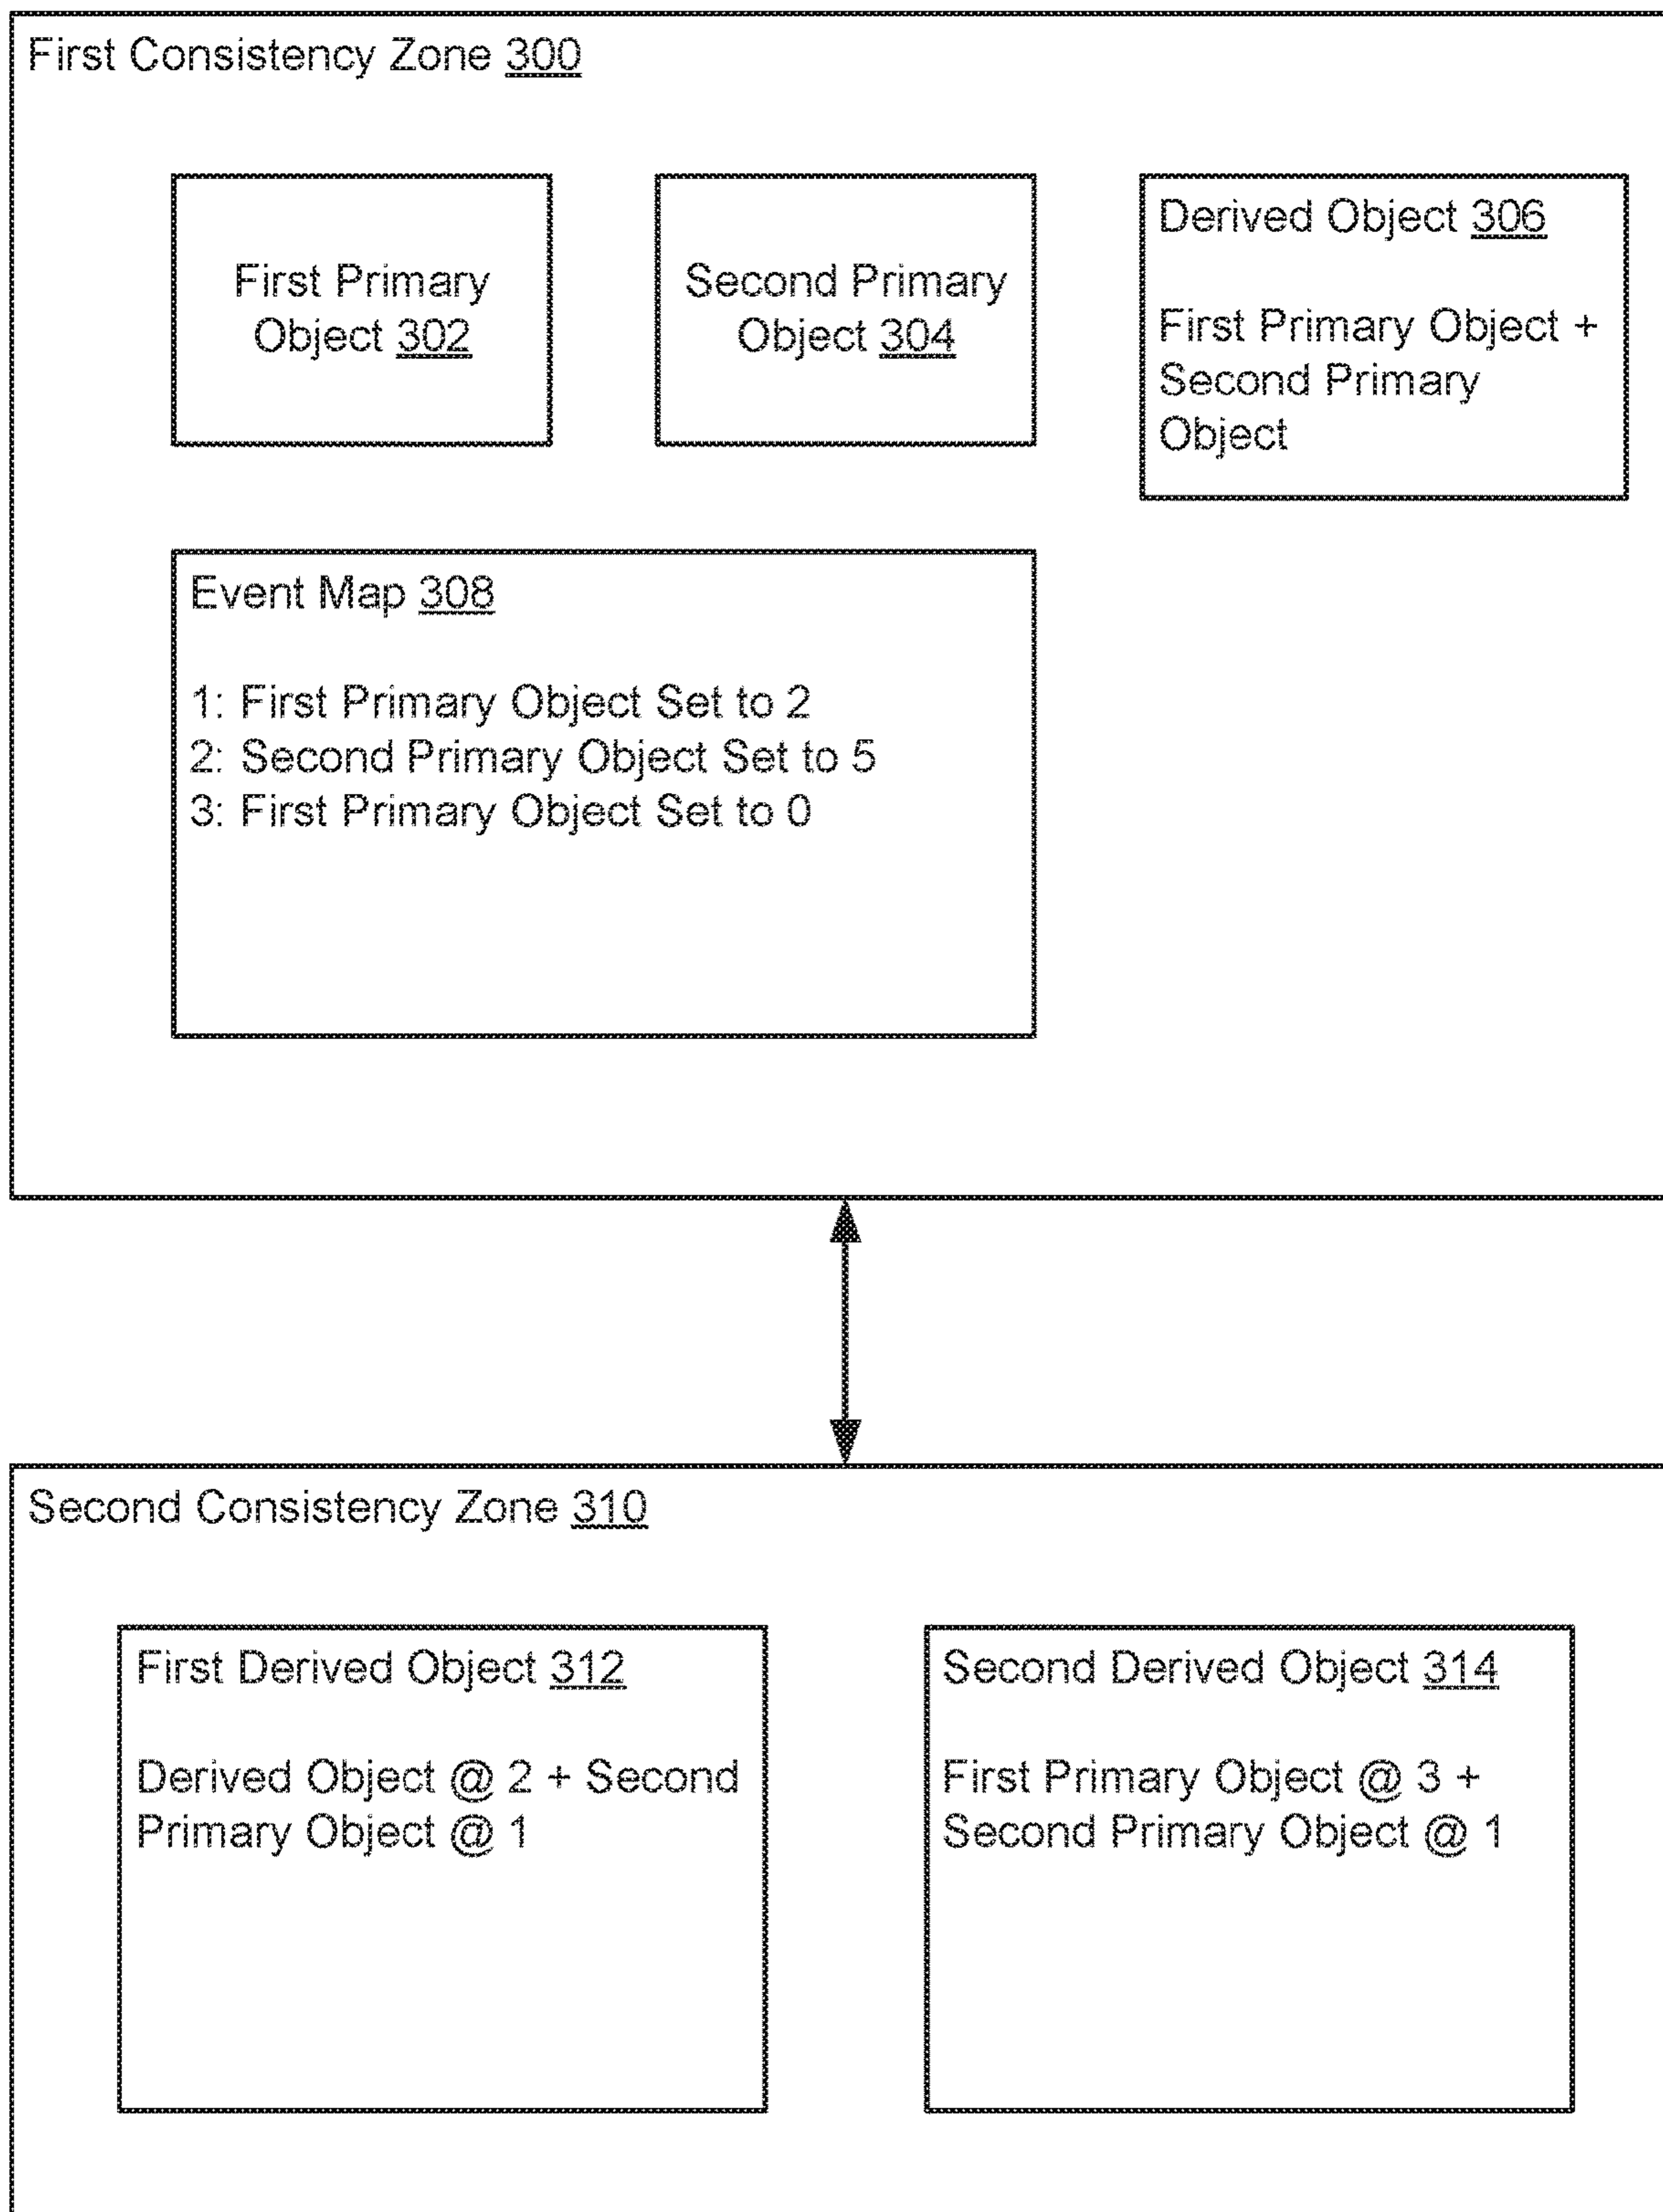 First Consistency Zone 300
First Primary
Object 302
Second Primary
Object 304
Derived Object 306
First Primary Object +
Second Primary
Object
Event Map 308
1: First Primary Object Set to 2
2: Second Primary Object Set to 5
3: First Primary Object Set to 0
Second Consistency Zone 310
First Derived Object 312
Derived Object @ 2 + Second
Primary Object @ 1
Second Derived Object 314
First Primary Object @ 3 +
Second Primary Object @ 1